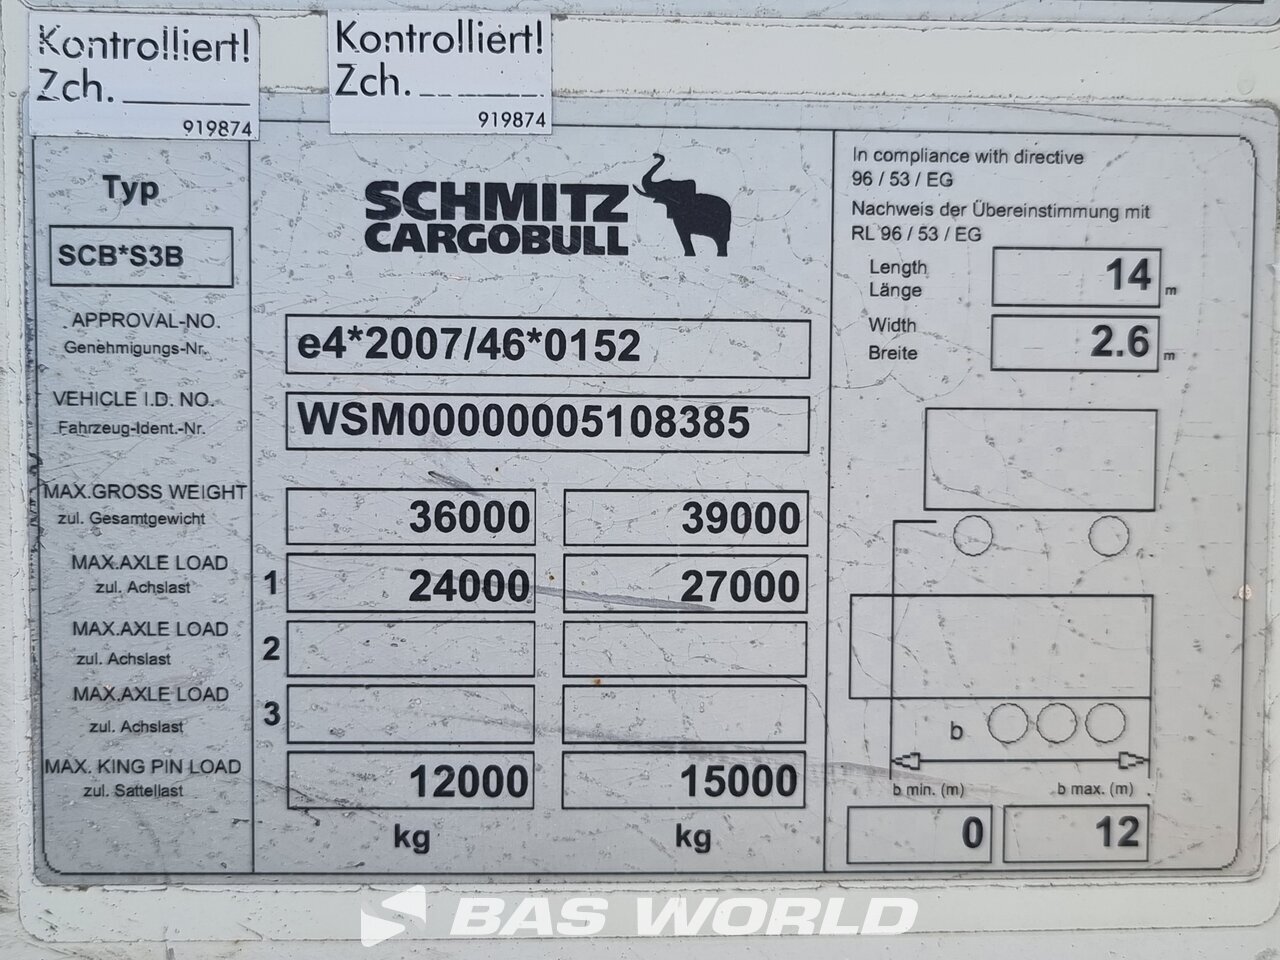 Kontrolliert!
Zch.
919874
Kontrolliert!
Zch.
919874
Typ
SCB*S3B
SCHMITZ
CARGOBULL
APPROVAL-NO.
Genehmigungs-Nr.
e4*2007/46*0152
VEHICLE I.D. NO.
Fahrzeug-Ident.-Nr.
WSM00000005108385
MAX.GROSS WEIGHT
zul. Gesamtgewicht
36000 39000
MAX.AXLE LOAD
zul. Achslast
1 24000 27000
MAX.AXLE LOAD
zul. Achslast
2
MAX.AXLE LOAD
zul. Achslast
3
MAX. KING PIN LOAD
zul. Sattellast
12000 15000
kg kg
In compliance with directive
96 / 53 / EG
Nachweis der Übereinstimmung mit
RL 96 / 53 / EG
Length
Länge
14 m
Width
Breite
2.6 m
b
b min. (m) b max. (m)
0 12
BAS WORLD